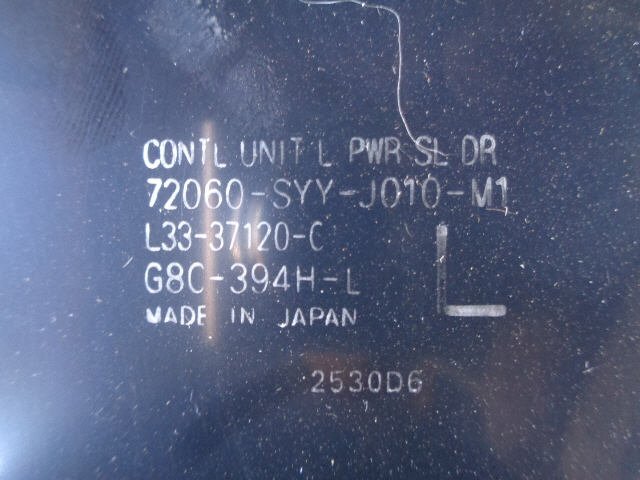 CONTL UNIT L PWR SL DR
72060-SYY-J010-M1
L33-37120-C
G8C-394H-L
MADE IN JAPAN
L
2530D6